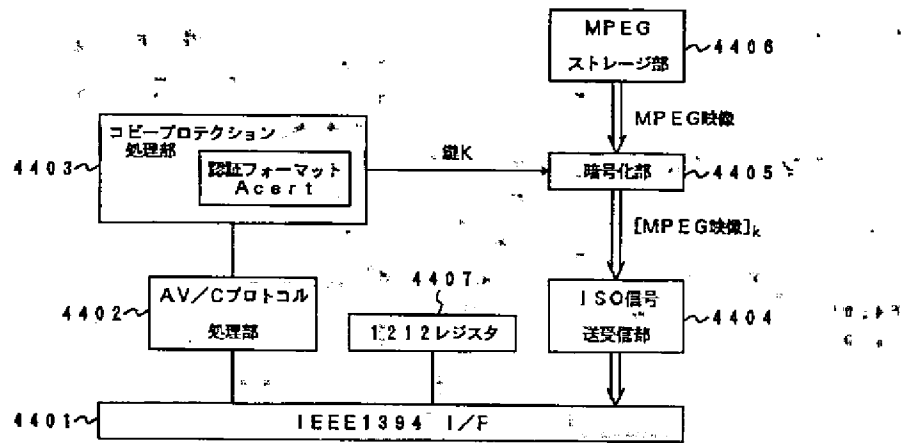 MPEG
ストレージ部
4406
MPEG映像
コピープロテクション
処理部
認証フォーマット
Acert
4403
鍵K
暗号化部
4405
[MPEG映像]k
4407
AV/Cプロトコル
処理部
4402
1212レジスタ
ISO信号
送受信部
4404
4401
IEEE1394 I/F